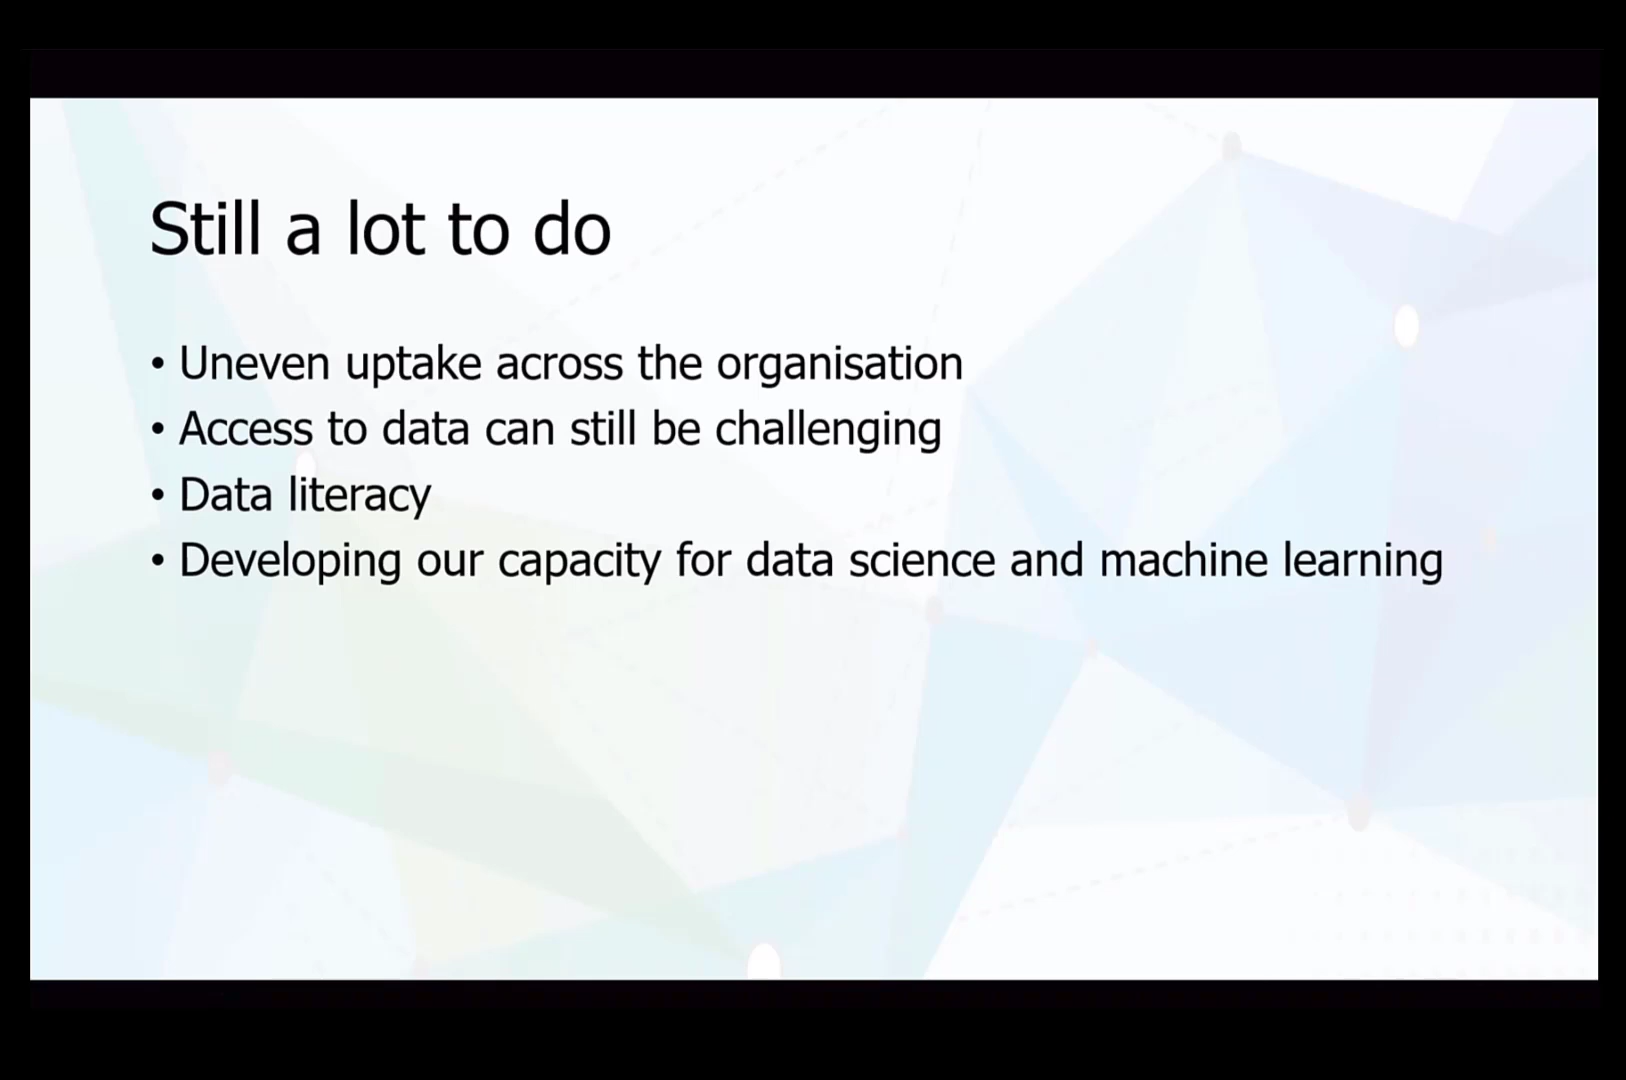 Still a lot to do
• Uneven uptake across the organisation
• Access to data can still be challenging
• Data literacy
• Developing our capacity for data science and machine learning